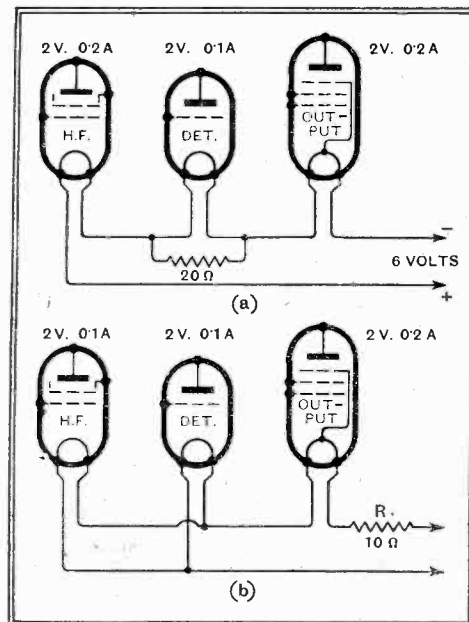 2V. 0·2A 2V. 0·1A 2V. 0·2A
H.F. DET. OUT-
PUT
−
6 VOLTS
+
20 Ω
(a)
2V. 0·1A 2V. 0·1A 2V. 0·2A
H.F. DET. OUT-
PUT
R.
10 Ω
(b)